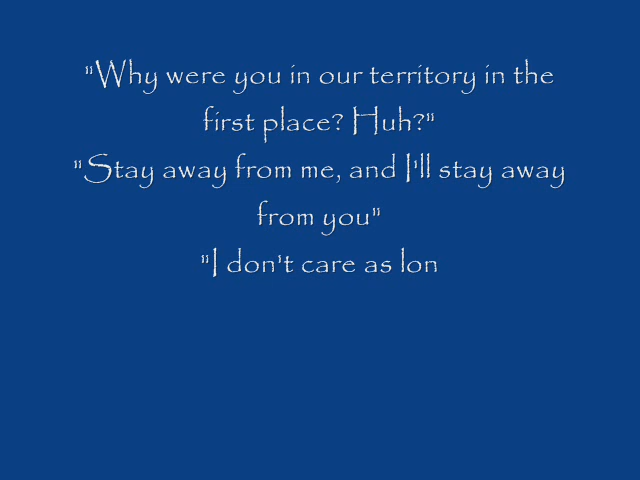 "Why were you in our territory in the
first place? Huh?"
"Stay away from me, and I'll stay away
from you"
"I don't care as lon